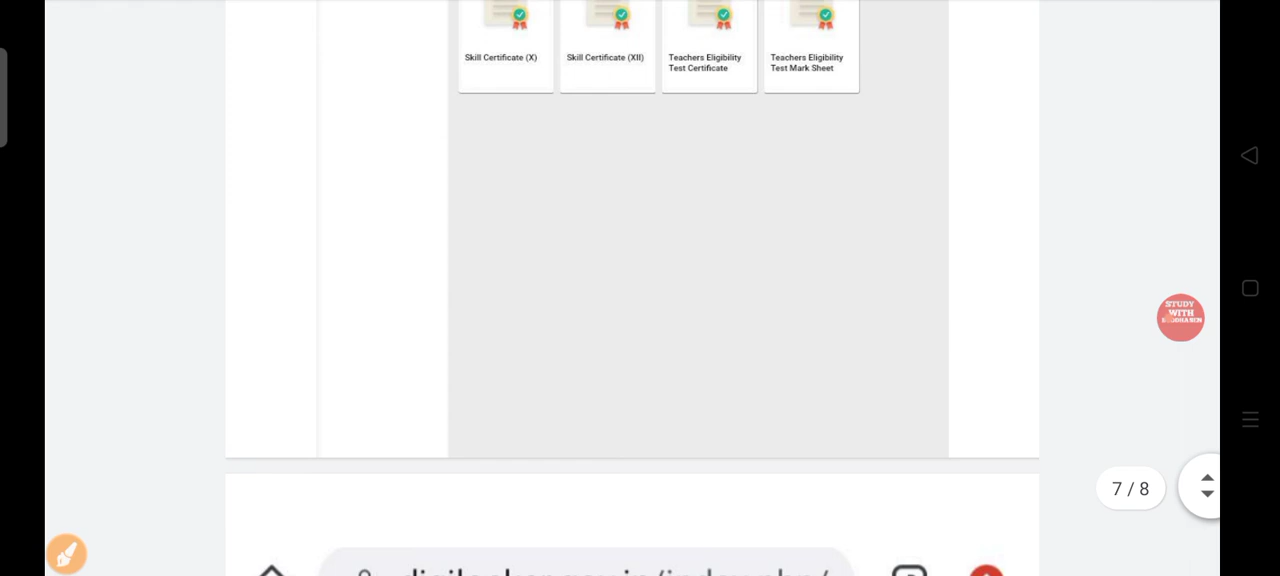 Skill Certificate (X)
Skill Certificate (XII)
Teachers Eligibility
Test Certificate
Teachers Eligibility
Test Mark Sheet
STUDY
WITH
7 / 8